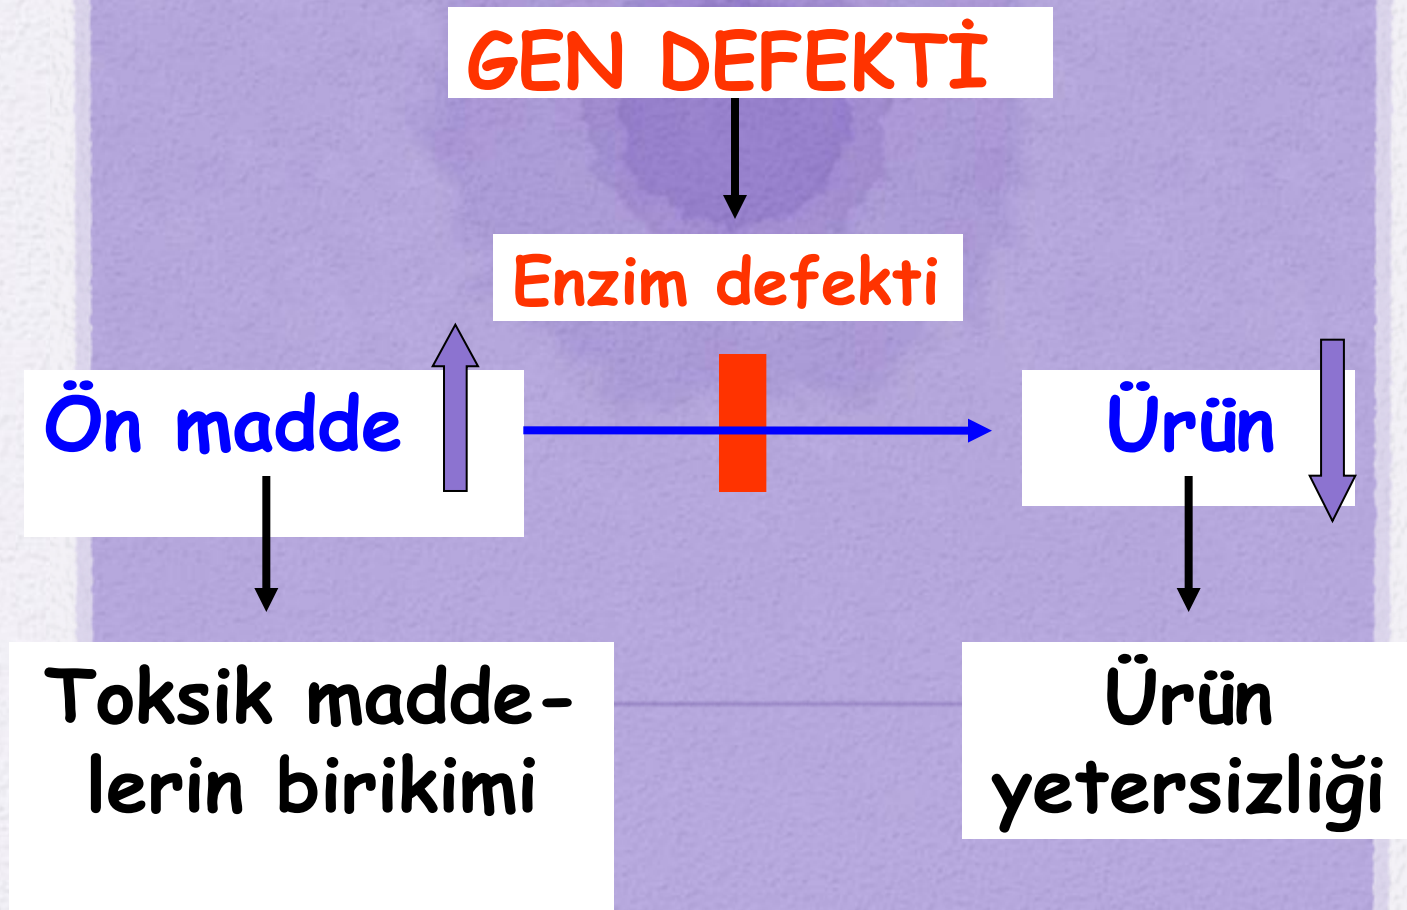 GEN DEFEKTİ
Enzim defekti
Ön madde
Ürün
Toksik madde-
lerin birikimi
Ürün
yetersizliği